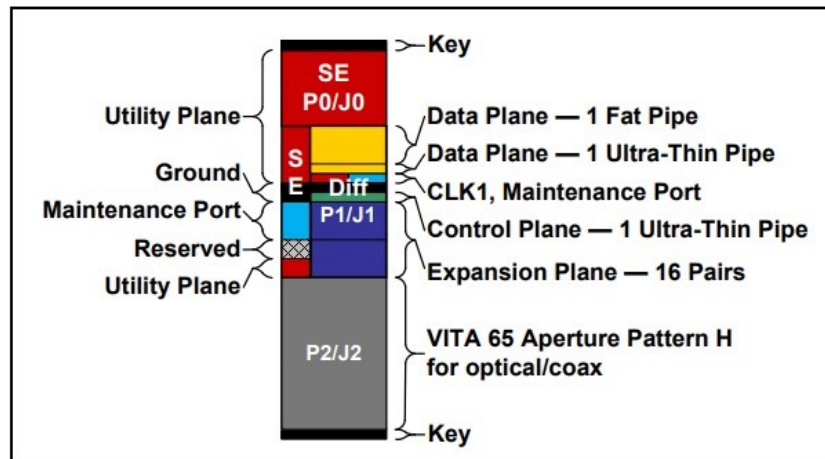 Key
SE
P0/J0
Utility Plane
Data Plane — 1 Fat Pipe
Data Plane — 1 Ultra-Thin Pipe
S
E
Ground
Diff
CLK1, Maintenance Port
Maintenance Port
P1/J1
Control Plane — 1 Ultra-Thin Pipe
Reserved
Expansion Plane — 16 Pairs
Utility Plane
P2/J2
VITA 65 Aperture Pattern H
for optical/coax
Key